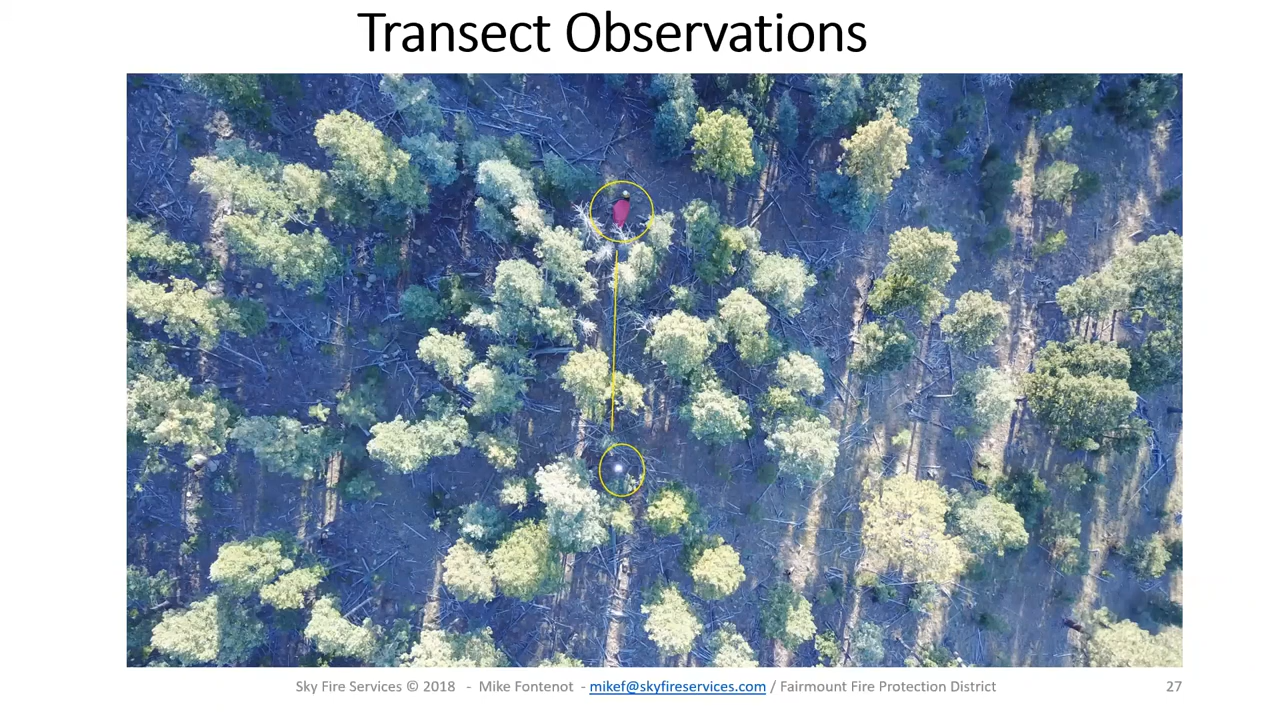 Transect Observations
Sky Fire Services © 2018 - Mike Fontenot - mikef@skyfireservices.com / Fairmount Fire Protection District
27